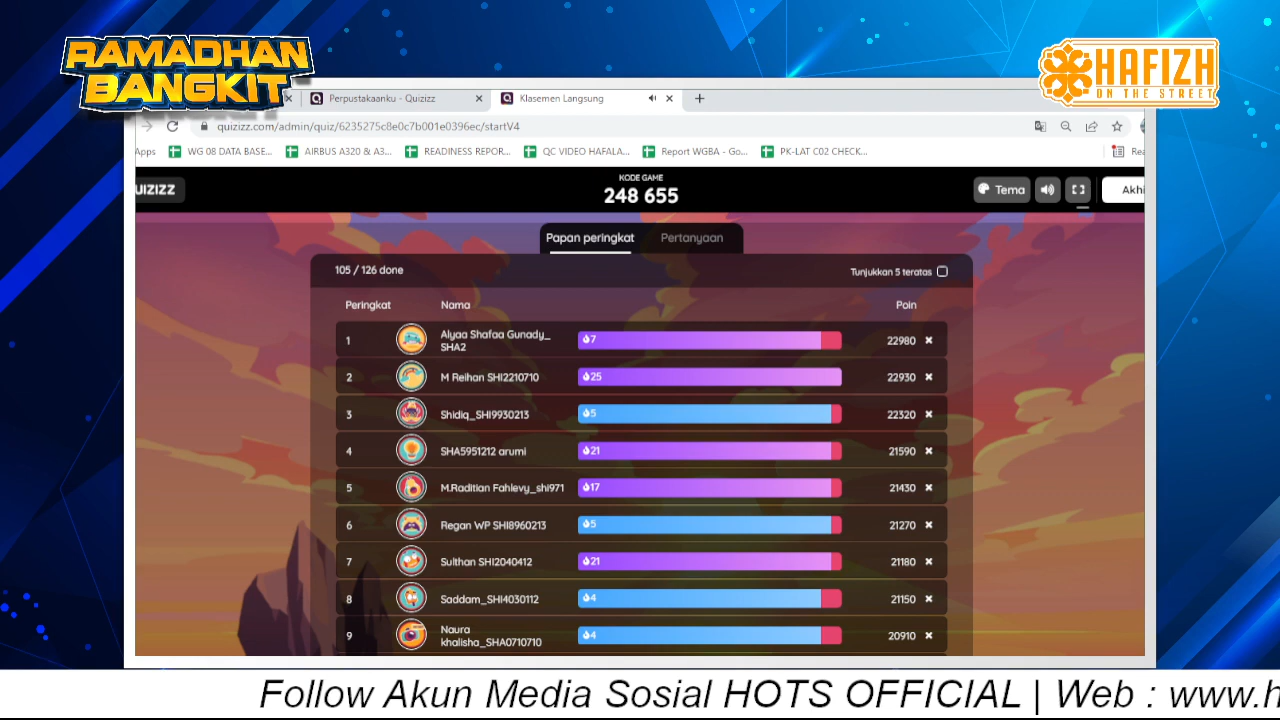 RAMADHAN
BANGKIT
HAFIZH
ON THE STREET
Perpustakaanku - Quizizz
Klasemen Langsung
quizizz.com/admin/quiz/6235275c8e0c7b001e0396ec/startV4
Apps WG 08 DATA BASE... AIRBUS A320 & A3... READINESS REPOR... QC VIDEO HAFALA... Report WGBA - Go... PK-LAT C02 CHECK... Rea
UIZIZZ
KODE GAME
248 655
Tema
Akhi
Papan peringkat Pertanyaan
105 / 126 done
Tunjukkan 5 teratas
Peringkat Nama Poin
1 Alyaa Shafaa Gunady_
SHA2 7 22980
2 M Reihan SHI2210710 25 22930
3 Shidiq_SHI9930213 5 22320
4 SHA5951212 arumi 21 21590
5 M.Raditian Fahlevy_shi971 17 21430
6 Regan WP SHI8960213 5 21270
7 Sulthan SHI2040412 21 21180
8 Saddam_SHI4030112 4 21150
9 Naura
khalisha_SHA0710710 4 20910
Follow Akun Media Sosial HOTS OFFICIAL | Web : www.h